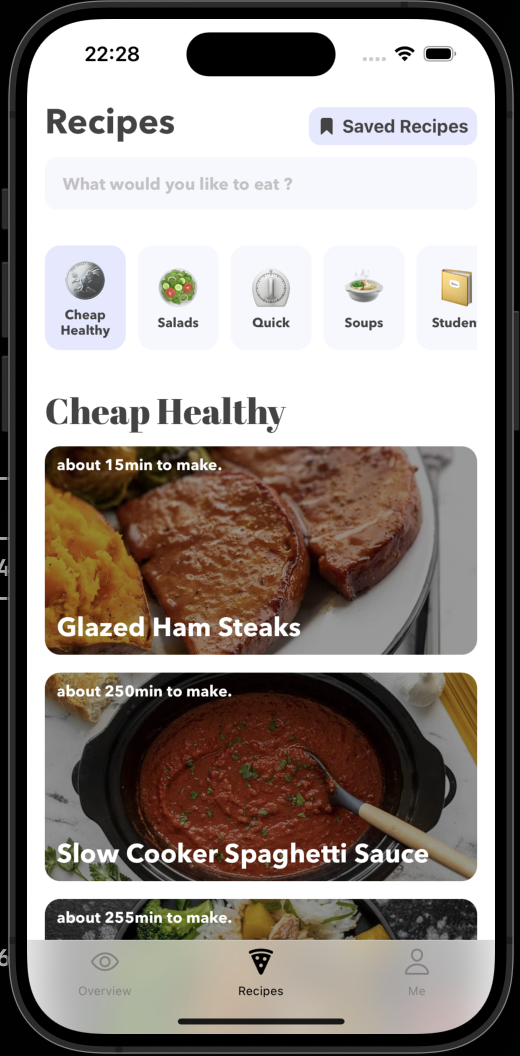 22:28
Recipes
Saved Recipes
What would you like to eat ?
Cheap
Healthy
Salads
Quick
Soups
Studen
Cheap Healthy
about 15min to make.
Glazed Ham Steaks
about 250min to make.
Slow Cooker Spaghetti Sauce
about 255min to make.
Overview
Recipes
Me
4
6